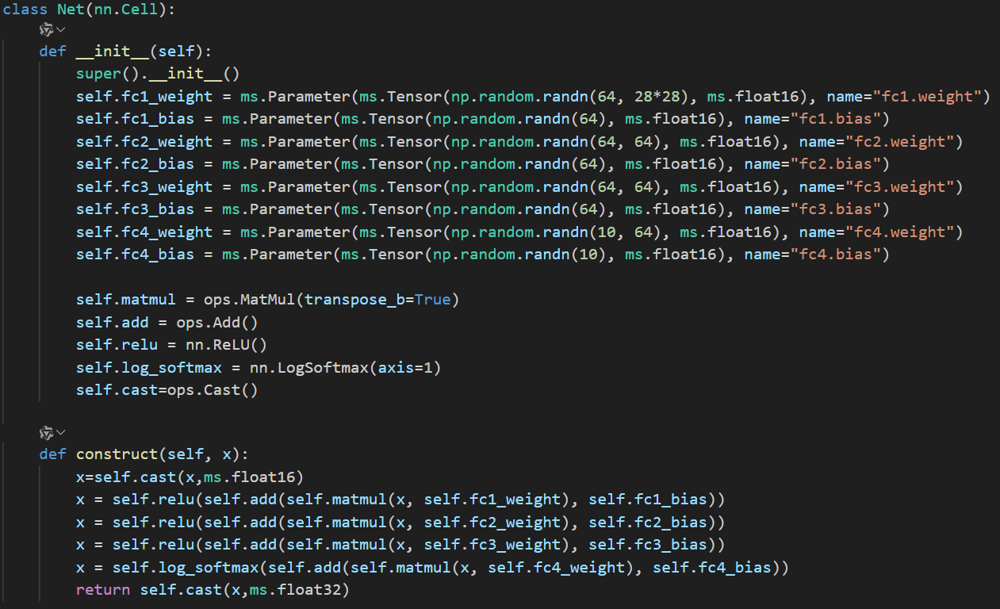 class Net(nn.Cell):
    def __init__(self):
        super().__init__()
        self.fc1_weight = ms.Parameter(ms.Tensor(np.random.randn(64, 28*28), ms.float16), name="fc1.weight")
        self.fc1_bias = ms.Parameter(ms.Tensor(np.random.randn(64), ms.float16), name="fc1.bias")
        self.fc2_weight = ms.Parameter(ms.Tensor(np.random.randn(64, 64), ms.float16), name="fc2.weight")
        self.fc2_bias = ms.Parameter(ms.Tensor(np.random.randn(64), ms.float16), name="fc2.bias")
        self.fc3_weight = ms.Parameter(ms.Tensor(np.random.randn(64, 64), ms.float16), name="fc3.weight")
        self.fc3_bias = ms.Parameter(ms.Tensor(np.random.randn(64), ms.float16), name="fc3.bias")
        self.fc4_weight = ms.Parameter(ms.Tensor(np.random.randn(10, 64), ms.float16), name="fc4.weight")
        self.fc4_bias = ms.Parameter(ms.Tensor(np.random.randn(10), ms.float16), name="fc4.bias")

        self.matmul = ops.MatMul(transpose_b=True)
        self.add = ops.Add()
        self.relu = nn.ReLU()
        self.log_softmax = nn.LogSoftmax(axis=1)
        self.cast=ops.Cast()

    def construct(self, x):
        x=self.cast(x,ms.float16)
        x = self.relu(self.add(self.matmul(x, self.fc1_weight), self.fc1_bias))
        x = self.relu(self.add(self.matmul(x, self.fc2_weight), self.fc2_bias))
        x = self.relu(self.add(self.matmul(x, self.fc3_weight), self.fc3_bias))
        x = self.log_softmax(self.add(self.matmul(x, self.fc4_weight), self.fc4_bias))
        return self.cast(x,ms.float32)